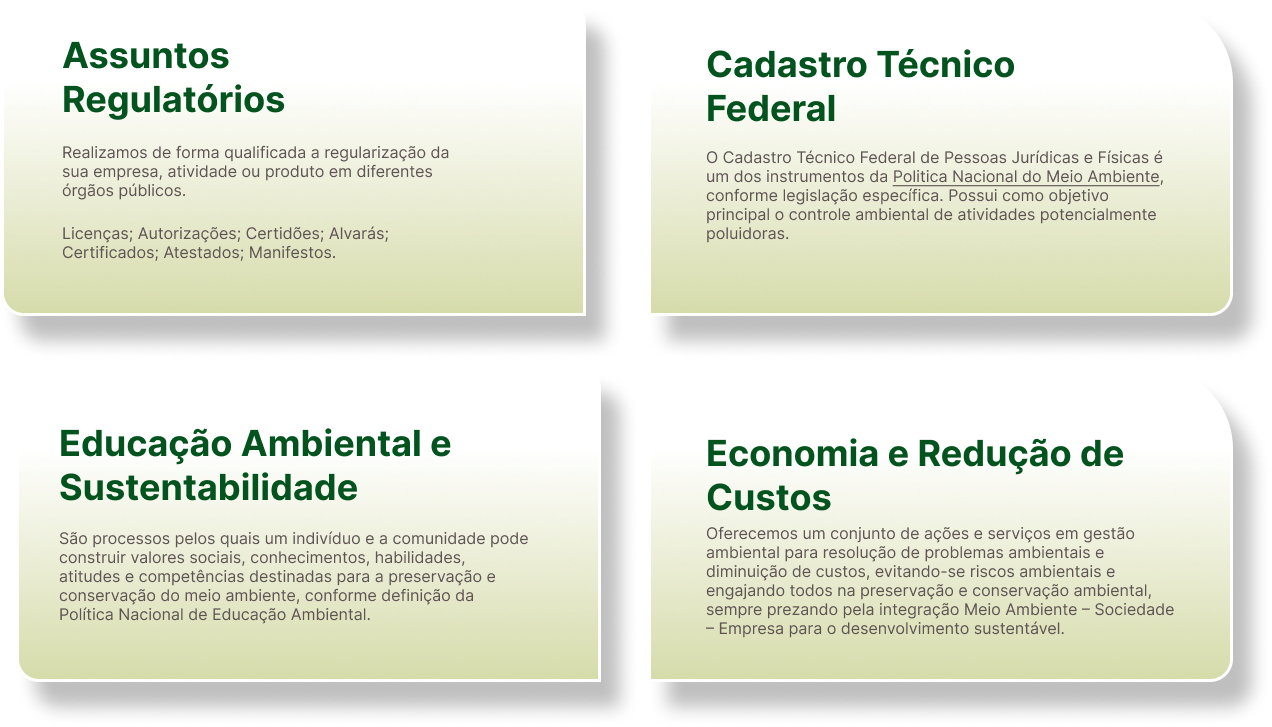 Assuntos
Regulatórios
Realizamos de forma qualificada a regularização da
sua empresa, atividade ou produto em diferentes
órgãos públicos.
Licenças; Autorizações; Certidões; Alvarás;
Certificados; Atestados; Manifestos.
Cadastro Técnico
Federal
O Cadastro Técnico Federal de Pessoas Jurídicas e Físicas é
um dos instrumentos da Politica Nacional do Meio Ambiente,
conforme legislação específica. Possui como objetivo
principal o controle ambiental de atividades potencialmente
poluidoras.
Educação Ambiental e
Sustentabilidade
São processos pelos quais um indivíduo e a comunidade pode
construir valores sociais, conhecimentos, habilidades,
atitudes e competências destinadas para a preservação e
conservação do meio ambiente, conforme definição da
Política Nacional de Educação Ambiental.
Economia e Redução de
Custos
Oferecemos um conjunto de ações e serviços em gestão
ambiental para resolução de problemas ambientais e
diminuição de custos, evitando-se riscos ambientais e
engajando todos na preservação e conservação ambiental,
sempre prezando pela integração Meio Ambiente – Sociedade
– Empresa para o desenvolvimento sustentável.